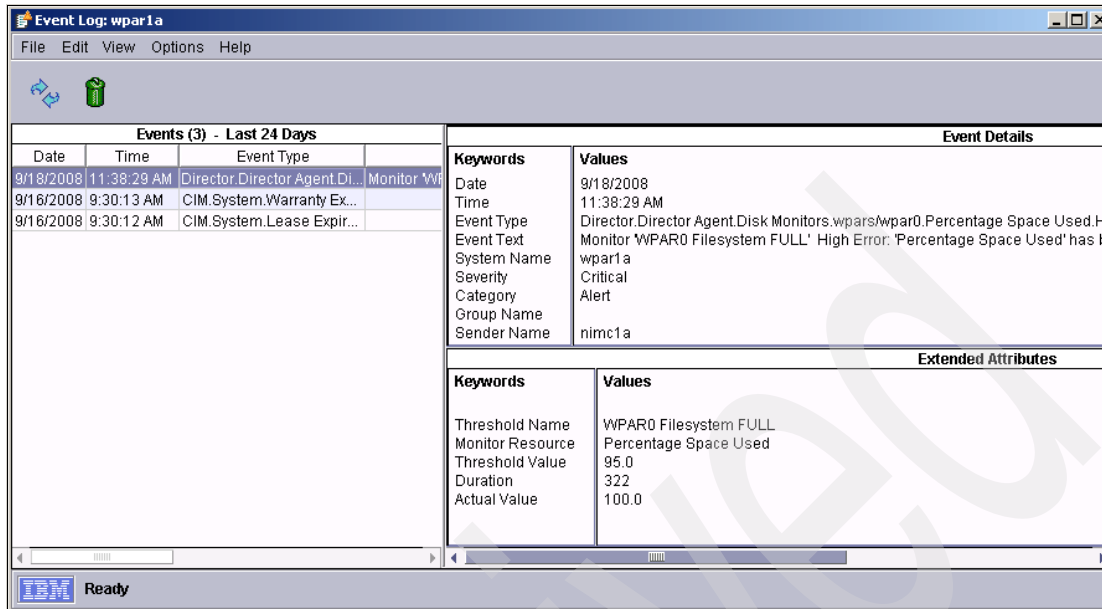 Event Log: wpar1a
File Edit View Options Help
Events (3) - Last 24 Days
Date Time Event Type
9/18/2008 11:38:29 AM Director.Director Agent.Di... Monitor 'WP
9/16/2008 9:30:13 AM CIM.System.Warranty Ex...
9/16/2008 9:30:12 AM CIM.System.Lease Expir...
Event Details
Keywords Values
Date 9/18/2008
Time 11:38:29 AM
Event Type Director.Director Agent.Disk Monitors.wpars/wpar0.Percentage Space Used.H
Event Text Monitor 'WPAR0 Filesystem FULL' High Error: 'Percentage Space Used' has
System Name wpar1a
Severity Critical
Category Alert
Group Name
Sender Name nimc1a
Extended Attributes
Keywords Values
Threshold Name WPAR0 Filesystem FULL
Monitor Resource Percentage Space Used
Threshold Value 95.0
Duration 322
Actual Value 100.0
IBM Ready